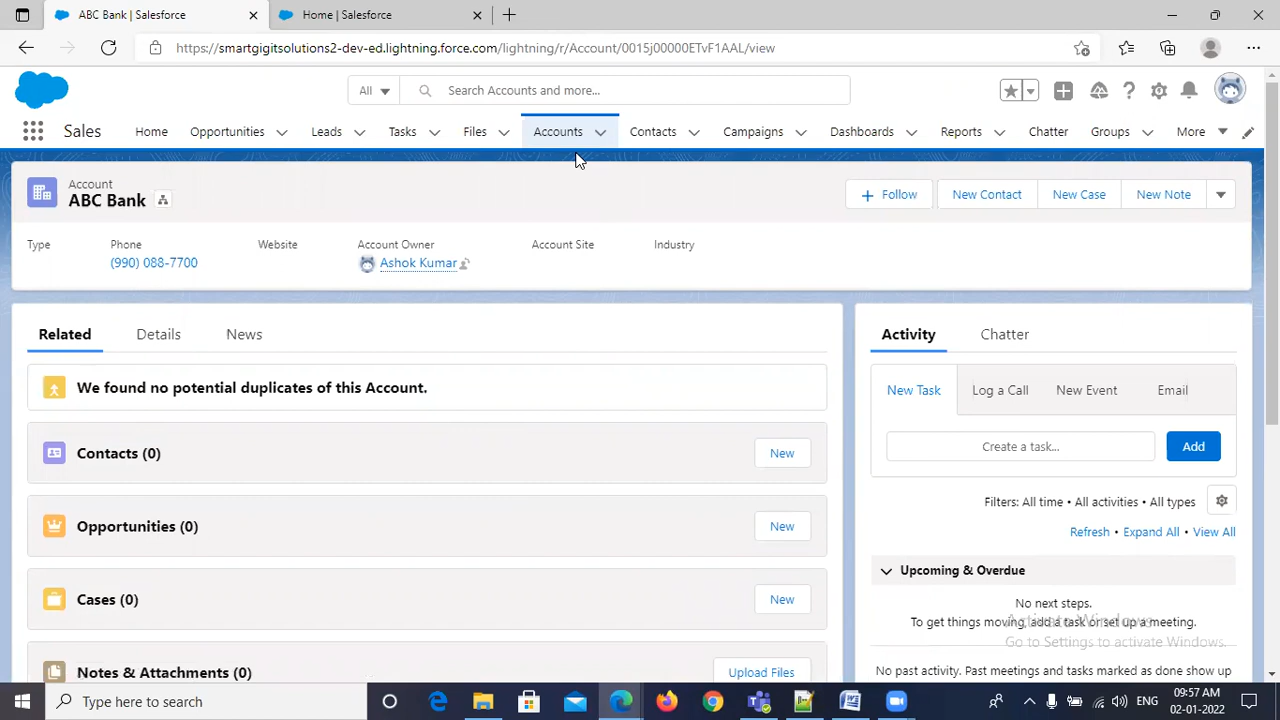 ABC Bank | Salesforce
Home | Salesforce
https://smartgigitsolutions2-dev-ed.lightning.force.com/lightning/r/Account/0015j00000ETvF1AAL/view
All
Search Accounts and more...
Sales
Home
Opportunities
Leads
Tasks
Files
Accounts
Contacts
Campaigns
Dashboards
Reports
Chatter
Groups
More
Account
ABC Bank
Follow
New Contact
New Case
New Note
Type
Phone
Website
Account Owner
Account Site
Industry
(990) 088-7700
Ashok Kumar
Related
Details
News
We found no potential duplicates of this Account.
Contacts (0)
New
Opportunities (0)
New
Cases (0)
New
Notes & Attachments (0)
Upload Files
Activity
Chatter
New Task
Log a Call
New Event
Email
Create a task...
Add
Filters: All time • All activities • All types
Refresh • Expand All • View All
Upcoming & Overdue
No next steps.
To get things moving, add a task or set up a meeting.
Activate Windows
Go to Settings to activate Windows.
No past activity. Past meetings and tasks marked as done show up
Type here to search
ENG
09:57 AM
02-01-2022